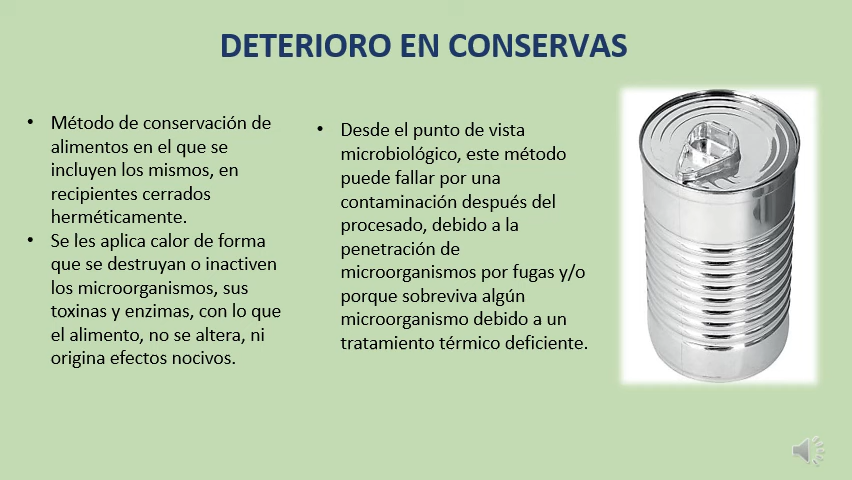 DETERIORO EN CONSERVAS
• Método de conservación de
alimentos en el que se
incluyen los mismos, en
recipientes cerrados
herméticamente.
• Se les aplica calor de forma
que se destruyan o inactiven
los microorganismos, sus
toxinas y enzimas, con lo que
el alimento, no se altera, ni
origina efectos nocivos.
• Desde el punto de vista
microbiológico, este método
puede fallar por una
contaminación después del
procesado, debido a la
penetración de
microorganismos por fugas y/o
porque sobreviva algún
microorganismo debido a un
tratamiento térmico deficiente.